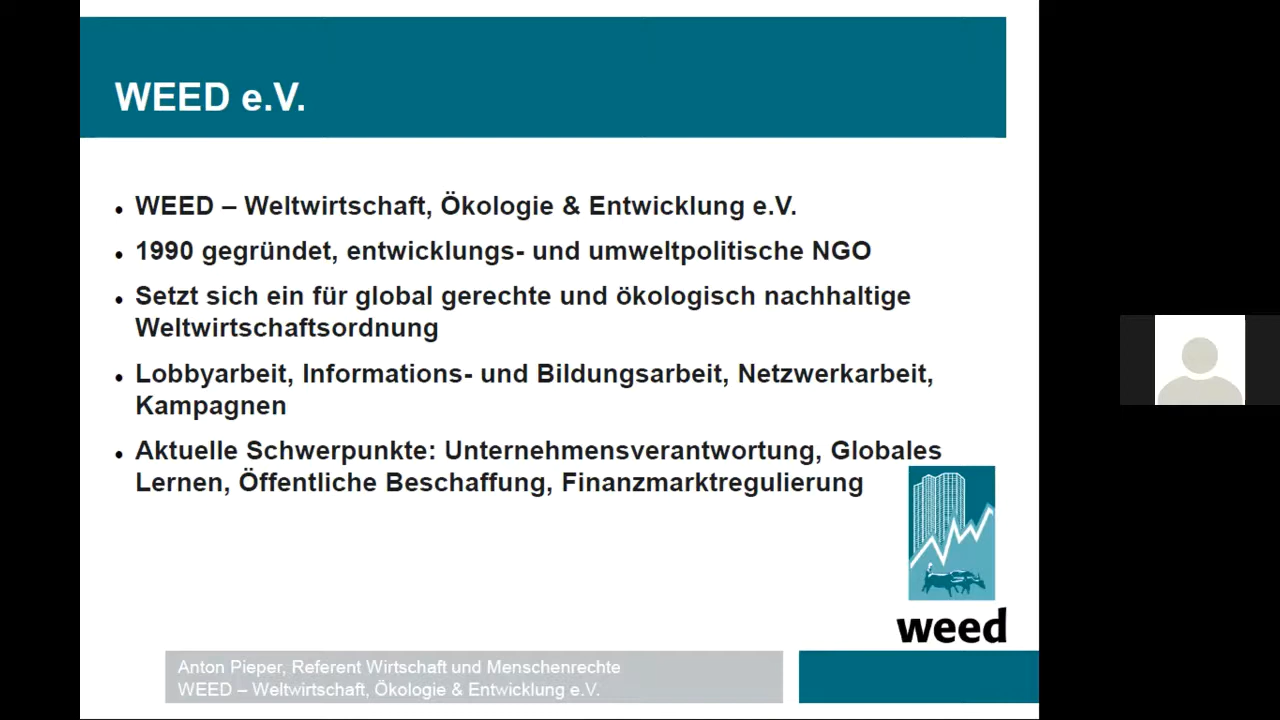 WEED e.V.
WEED – Weltwirtschaft, Ökologie & Entwicklung e.V.
1990 gegründet, entwicklungs- und umweltpolitische NGO
Setzt sich ein für global gerechte und ökologisch nachhaltige
Weltwirtschaftsordnung
Lobbyarbeit, Informations- und Bildungsarbeit, Netzwerkarbeit,
Kampagnen
Aktuelle Schwerpunkte: Unternehmensverantwortung, Globales
Lernen, Öffentliche Beschaffung, Finanzmarktregulierung
weed
Anton Pieper, Referent Wirtschaft und Menschenrechte
WEED – Weltwirtschaft, Ökologie & Entwicklung e.V.